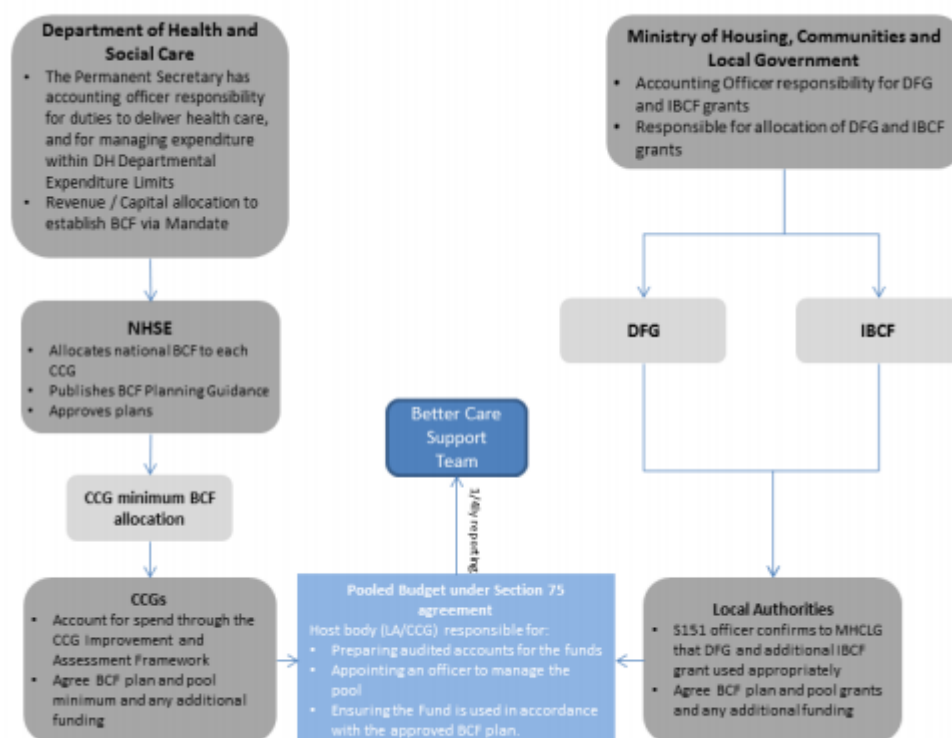 Department of Health and
Social Care
• The Permanent Secretary has
accounting officer responsibility
for duties to deliver health care,
and for managing expenditure
within DH Departmental
Expenditure Limits
• Revenue / Capital allocation to
establish BCF via Mandate
Ministry of Housing, Communities and
Local Government
• Accounting Officer responsibility for DFG
and IBCF grants
• Responsible for allocation of DFG and IBCF
grants
NHSE
• Allocates national BCF to each
CCG
• Publishes BCF Planning Guidance
• Approves plans
DFG
IBCF
Better Care
Support
Team
CCG minimum BCF
allocation
1/4ly reporting
CCGs
• Account for spend through the
CCG Improvement and
Assessment Framework
• Agree BCF plan and pool
minimum and any additional
funding
Pooled Budget under Section 75
agreement
Host body (LA/CCG) responsible for:
• Preparing audited accounts for the funds
• Appointing an officer to manage the
pool
• Ensuring the Fund is used in accordance
with the approved BCF plan.
Local Authorities
• S151 officer confirms to MHCLG
that DFG and additional IBCF
grant used appropriately
• Agree BCF plan and pool grants
and any additional funding